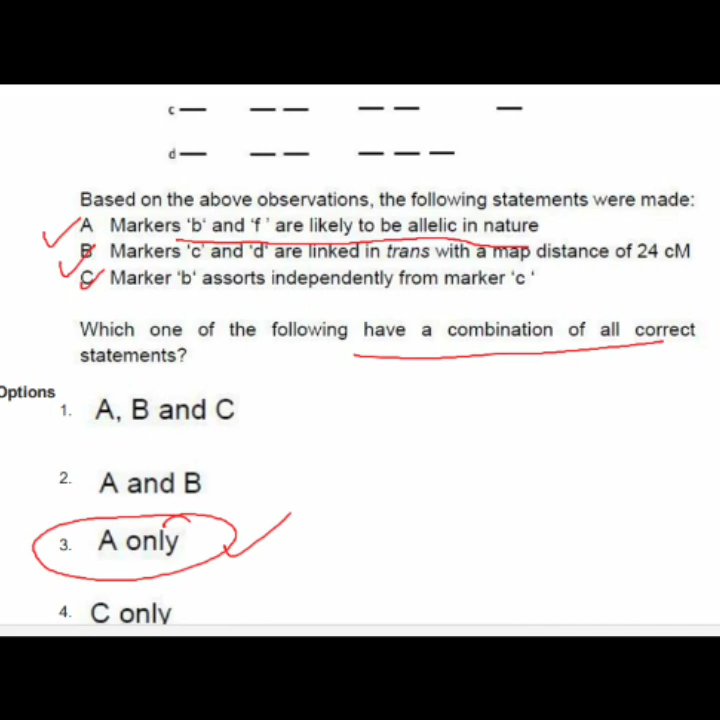 c
d
Based on the above observations, the following statements were made:
A Markers 'b' and 'f' are likely to be allelic in nature
B Markers 'c' and 'd' are linked in trans with a map distance of 24 cM
C Marker 'b' assorts independently from marker 'c'
Which one of the following have a combination of all correct
statements?
Options
1. A, B and C
2. A and B
3. A only
4. C only